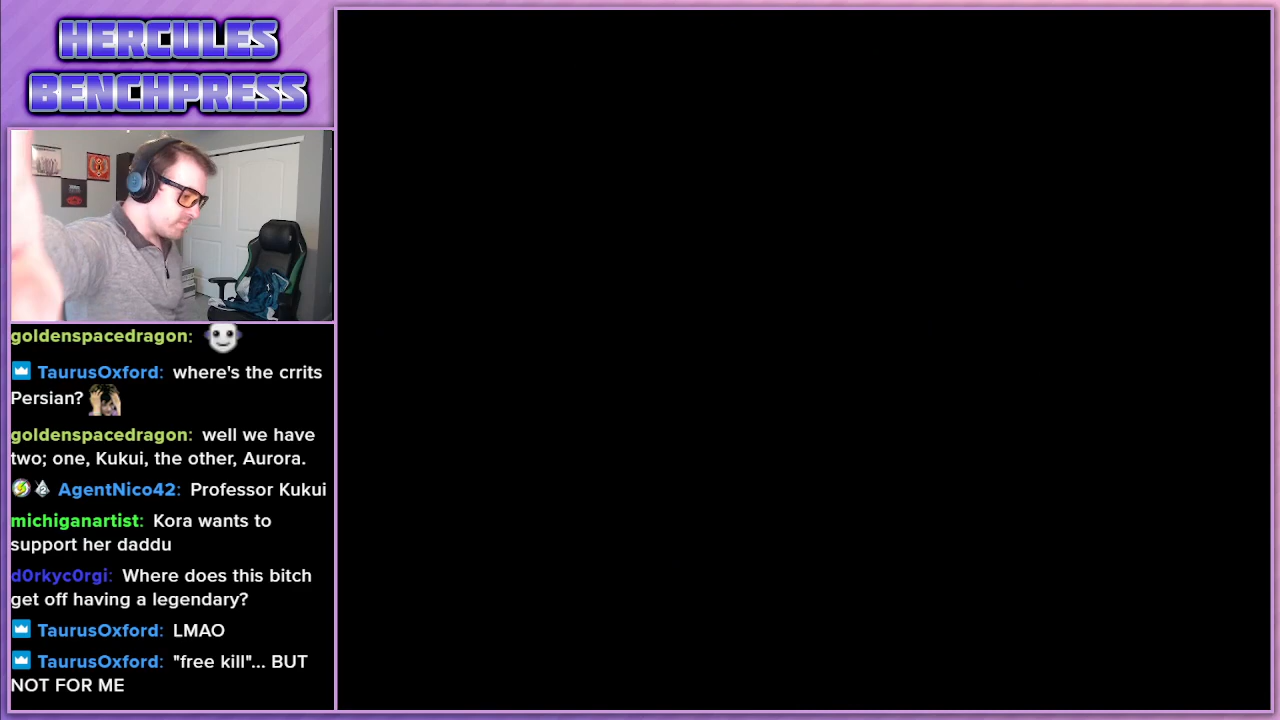 HERCULES
BENCHPRESS
goldenspacedragon:
TaurusOxford: where's the crrits
Persian?
goldenspacedragon: well we have
two; one, Kukui, the other, Aurora.
AgentNico42: Professor Kukui
michiganartist: Kora wants to
support her daddu
d0rkyc0rgi: Where does this bitch
get off having a legendary?
TaurusOxford: LMAO
TaurusOxford: "free kill"... BUT
NOT FOR ME